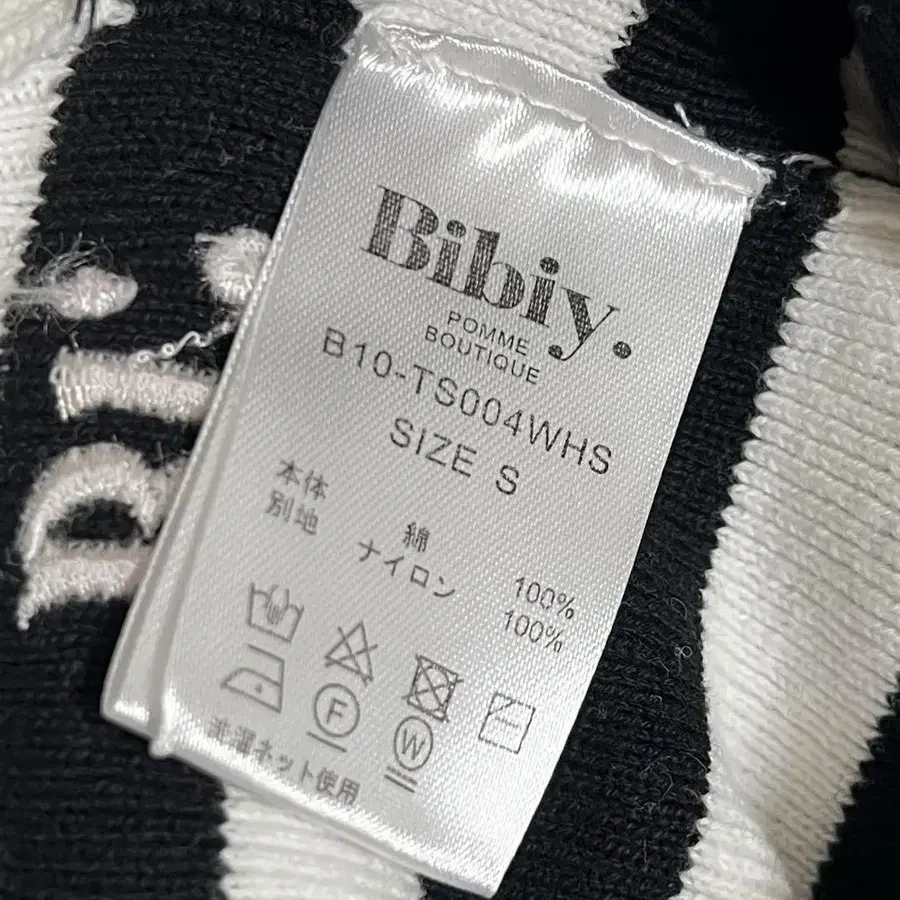 Bibiy.
POMME
BOUTIQUE
B10-TS004WHS
SIZE S
本体 綿 100%
別地 ナイロン 100%
F
W
洗濯ネット使用